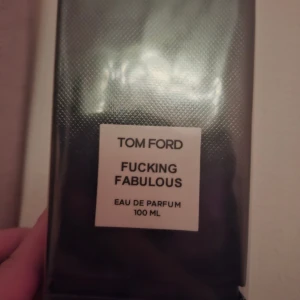 TOM FORD
FUCKING
FABULOUS
EAU DE PARFUM
100 ML